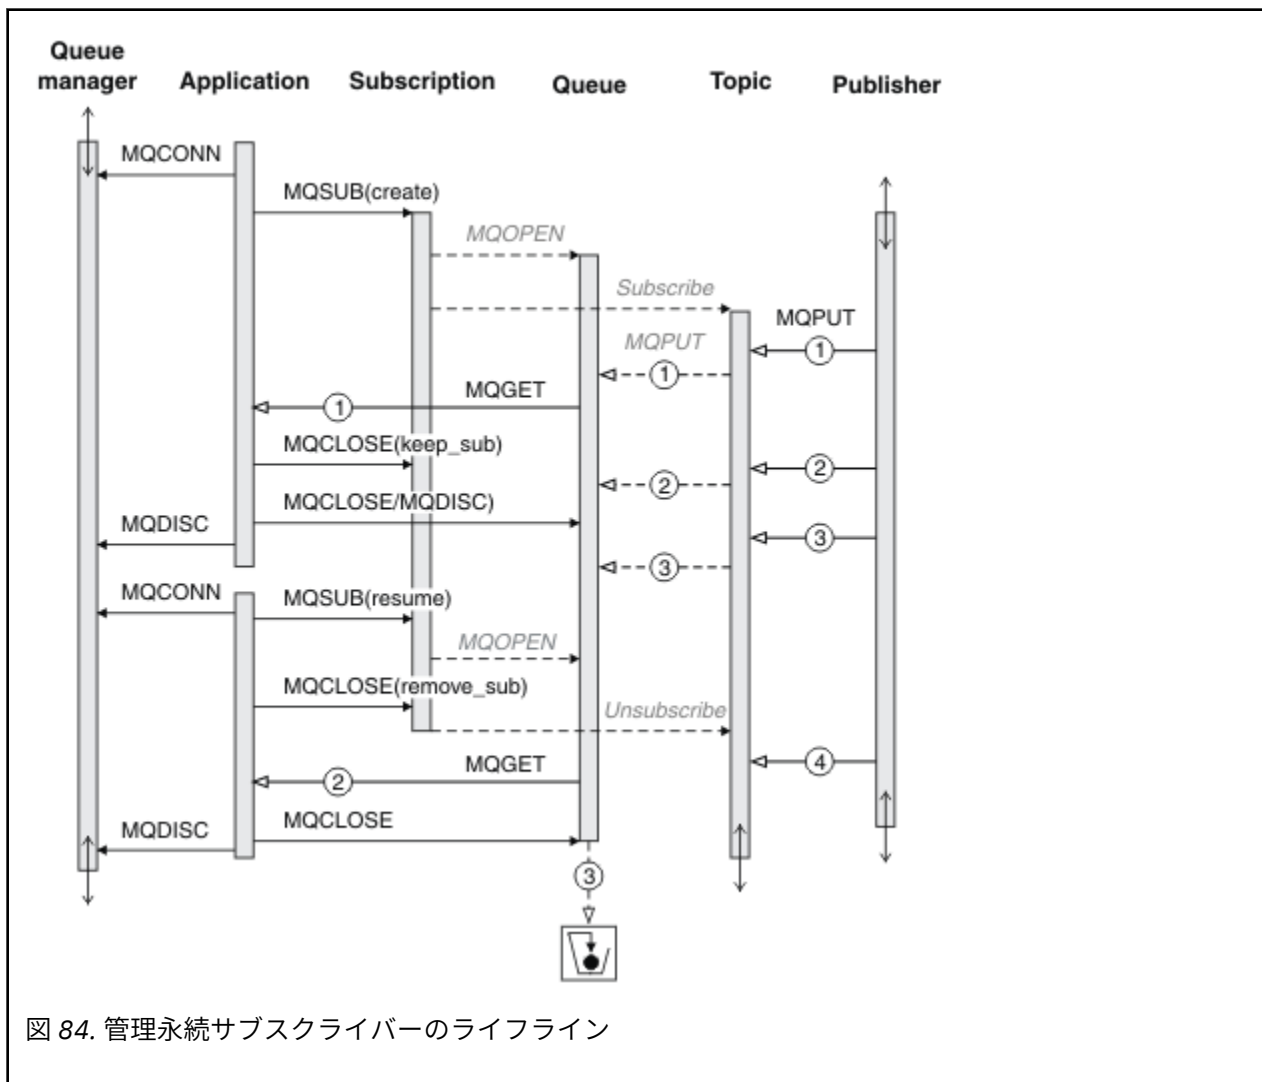 Queue
manager
Application
Subscription
Queue
Topic
Publisher
MQCONN
MQSUB(create)
MQOPEN
Subscribe
MQPUT
1
MQPUT
1
MQGET
1
MQCLOSE(keep_sub)
2
2
MQCLOSE/MQDISC)
MQDISC
3
3
MQCONN
MQSUB(resume)
MQOPEN
MQCLOSE(remove_sub)
Unsubscribe
4
MQGET
2
MQCLOSE
MQDISC
3
図 84. 管理永続サブスクライバーのライフライン